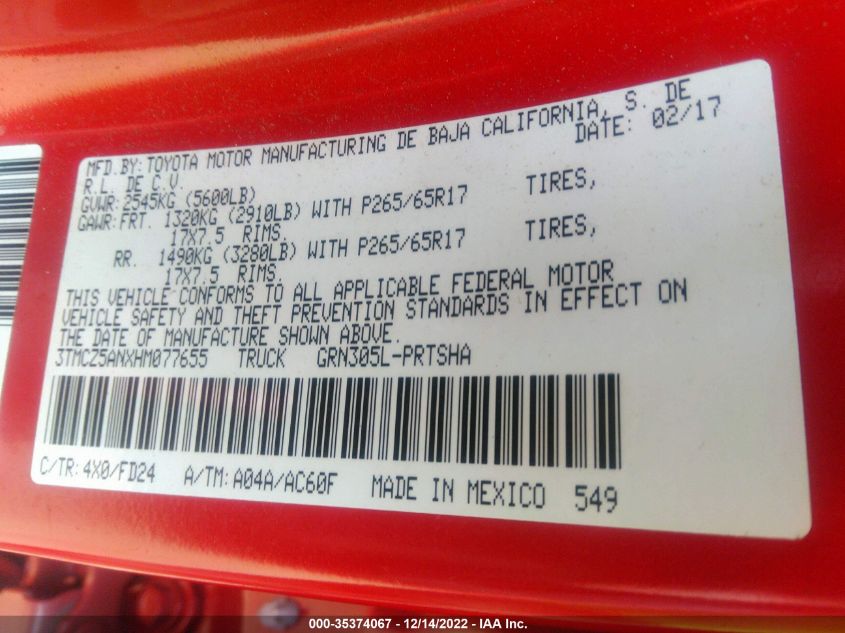 MFD.BY: TOYOTA MOTOR MANUFACTURING DE BAJA CALIFORNIA, S. DE
R.L. DE C.V. DATE: 02/17
GVWR: 2545KG (5600LB)
GAWR: FRT. 1320KG (2910LB) WITH P265/65R17 TIRES,
17X7.5 RIMS.
RR. 1490KG (3280LB) WITH P265/65R17 TIRES,
17X7.5 RIMS.
THIS VEHICLE CONFORMS TO ALL APPLICABLE FEDERAL MOTOR
VEHICLE SAFETY AND THEFT PREVENTION STANDARDS IN EFFECT ON
THE DATE OF MANUFACTURE SHOWN ABOVE.
3TMCZ5ANXHM077655 TRUCK GRN305L-PRTSHA
C/TR: 4X0/FD24 A/TM: A04A/AC60F MADE IN MEXICO 549
000-35374067 - 12/14/2022 - IAA Inc.